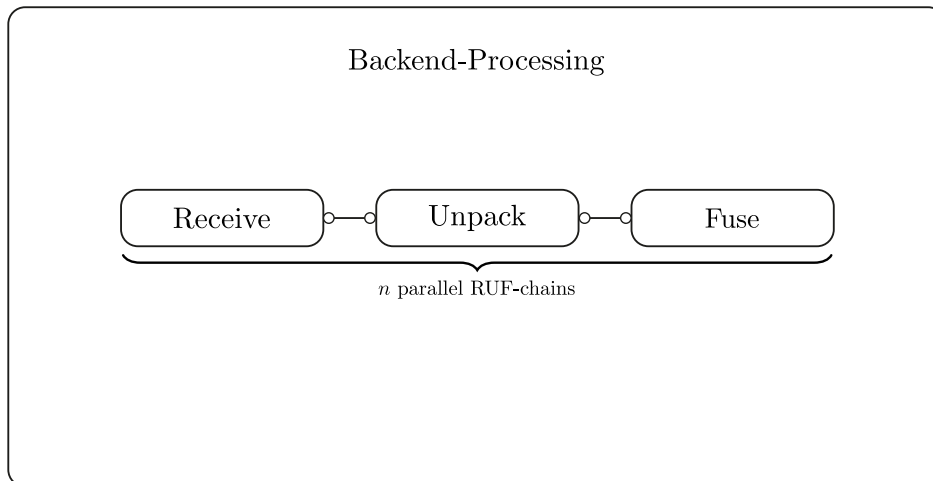 Backend-Processing
Receive
Unpack
Fuse
n parallel RUF-chains